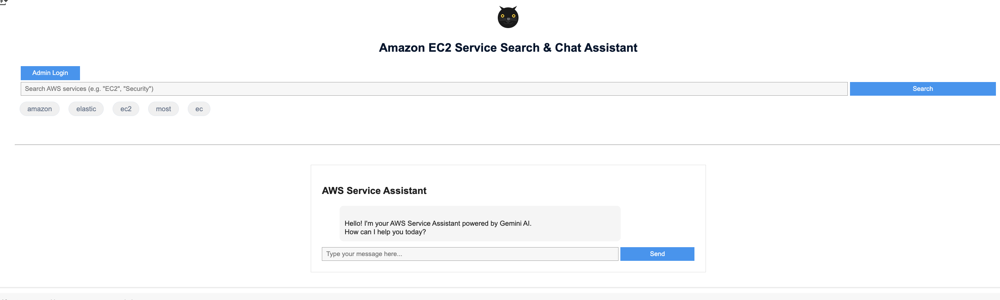 Amazon EC2 Service Search & Chat Assistant
Admin Login
Search AWS services (e.g. "EC2", "Security")
Search
amazon
elastic
ec2
most
ec
AWS Service Assistant
Hello! I'm your AWS Service Assistant powered by Gemini AI.
How can I help you today?
Type your message here...
Send